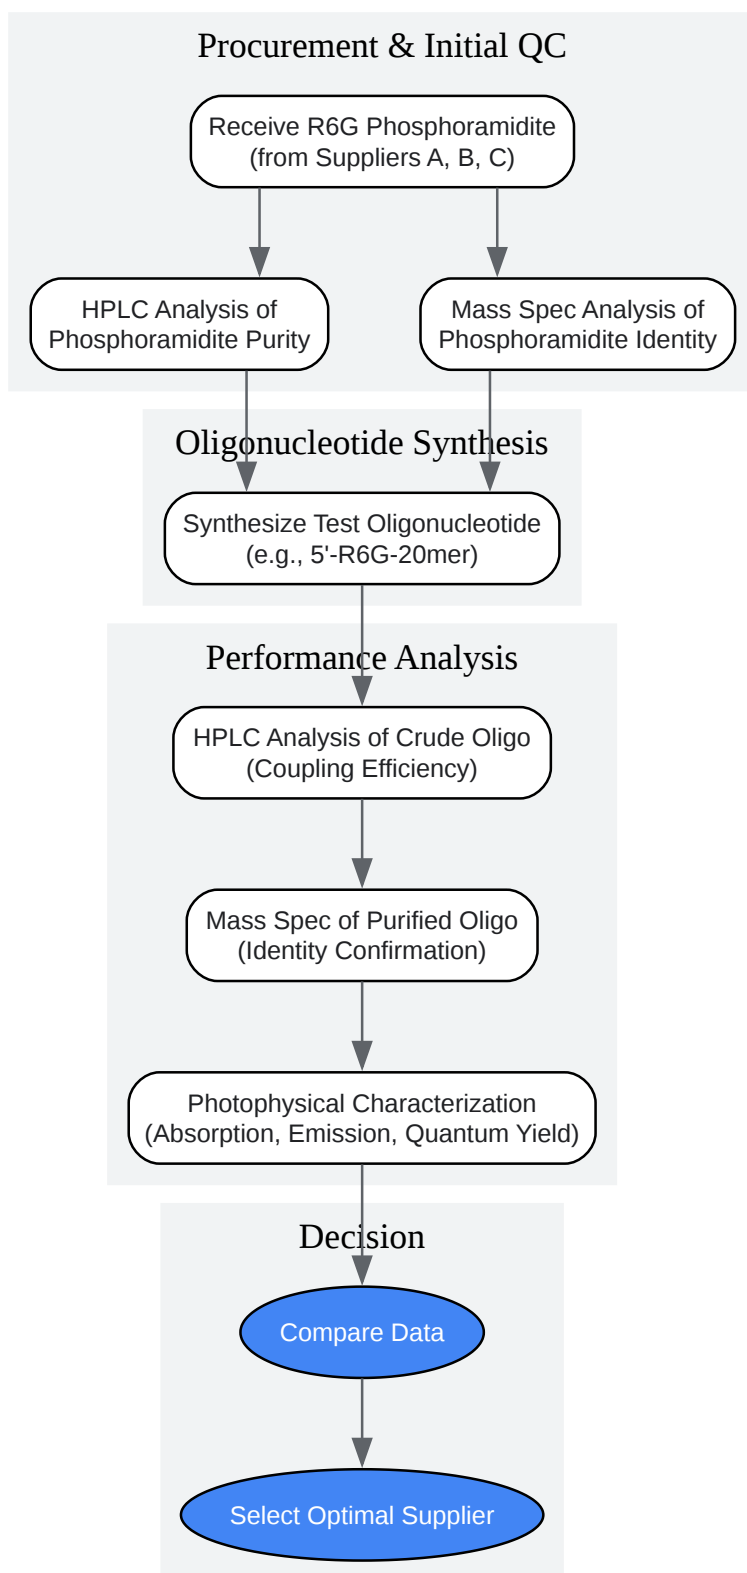 Procurement & Initial QC
Receive R6G Phosphoramidite
(from Suppliers A, B, C)
HPLC Analysis of
Phosphoramidite Purity
Mass Spec Analysis of
Phosphoramidite Identity
Oligonucleotide Synthesis
Synthesize Test Oligonucleotide
(e.g., 5'-R6G-20mer)
Performance Analysis
HPLC Analysis of Crude Oligo
(Coupling Efficiency)
Mass Spec of Purified Oligo
(Identity Confirmation)
Photophysical Characterization
(Absorption, Emission, Quantum Yield)
Decision
Compare Data
Select Optimal Supplier